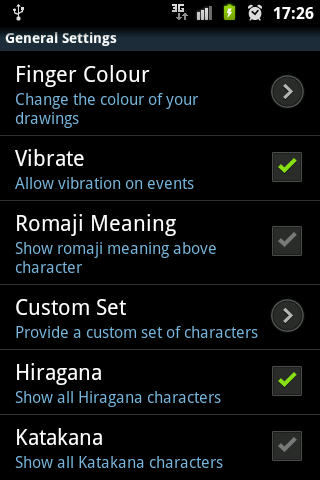 3G 17:26
General Settings
Finger Colour
Change the colour of your
drawings
Vibrate
Allow vibration on events
Romaji Meaning
Show romaji meaning above
character
Custom Set
Provide a custom set of characters
Hiragana
Show all Hiragana characters
Katakana
Show all Katakana characters